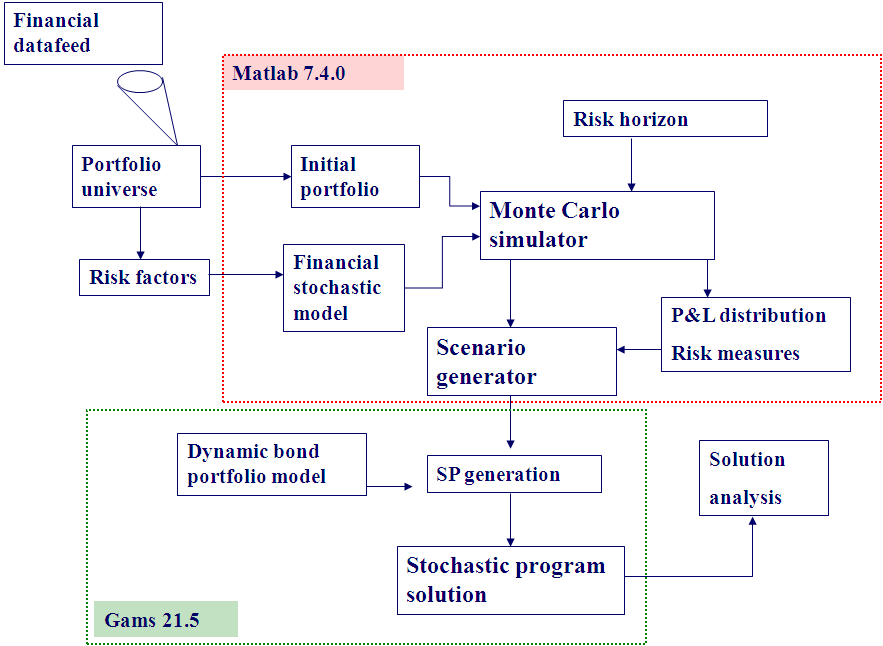 Financial
datafeed
Matlab 7.4.0
Risk horizon
Portfolio
universe
Initial
portfolio
Monte Carlo
simulator
Risk factors
Financial
stochastic
model
P&L distribution
Risk measures
Scenario
generator
Dynamic bond
portfolio model
SP generation
Solution
analysis
Stochastic program
solution
Gams 21.5